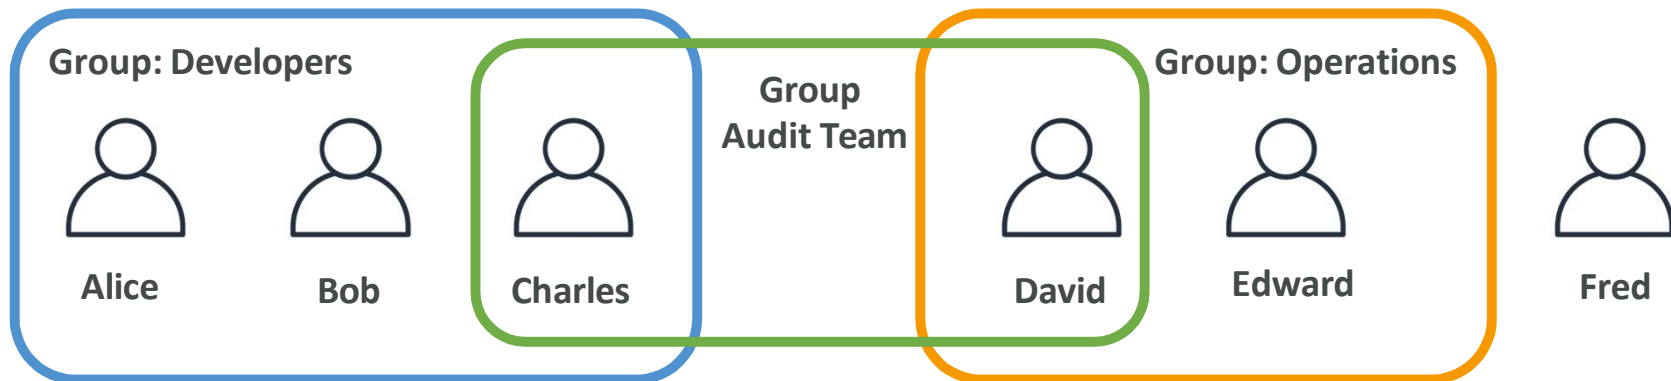 Group: Developers
Group
Audit Team
Group: Operations
Alice
Bob
Charles
David
Edward
Fred